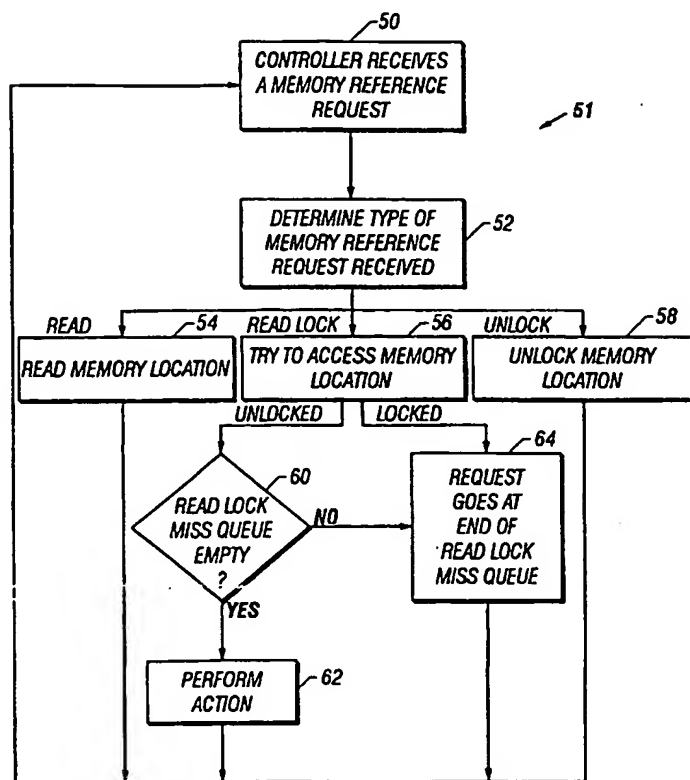 50
CONTROLLER RECEIVES
A MEMORY REFERENCE
REQUEST
51
DETERMINE TYPE OF
MEMORY REFERENCE
REQUEST RECEIVED
52
READ
54
READ LOCK
56
UNLOCK
58
READ MEMORY LOCATION
TRY TO ACCESS MEMORY
LOCATION
UNLOCK MEMORY
LOCATION
UNLOCKED
LOCKED
60
64
READ LOCK
MISS QUEUE
EMPTY
?
NO
REQUEST
GOES AT
END OF
READ LOCK
MISS QUEUE
YES
PERFORM
ACTION
62